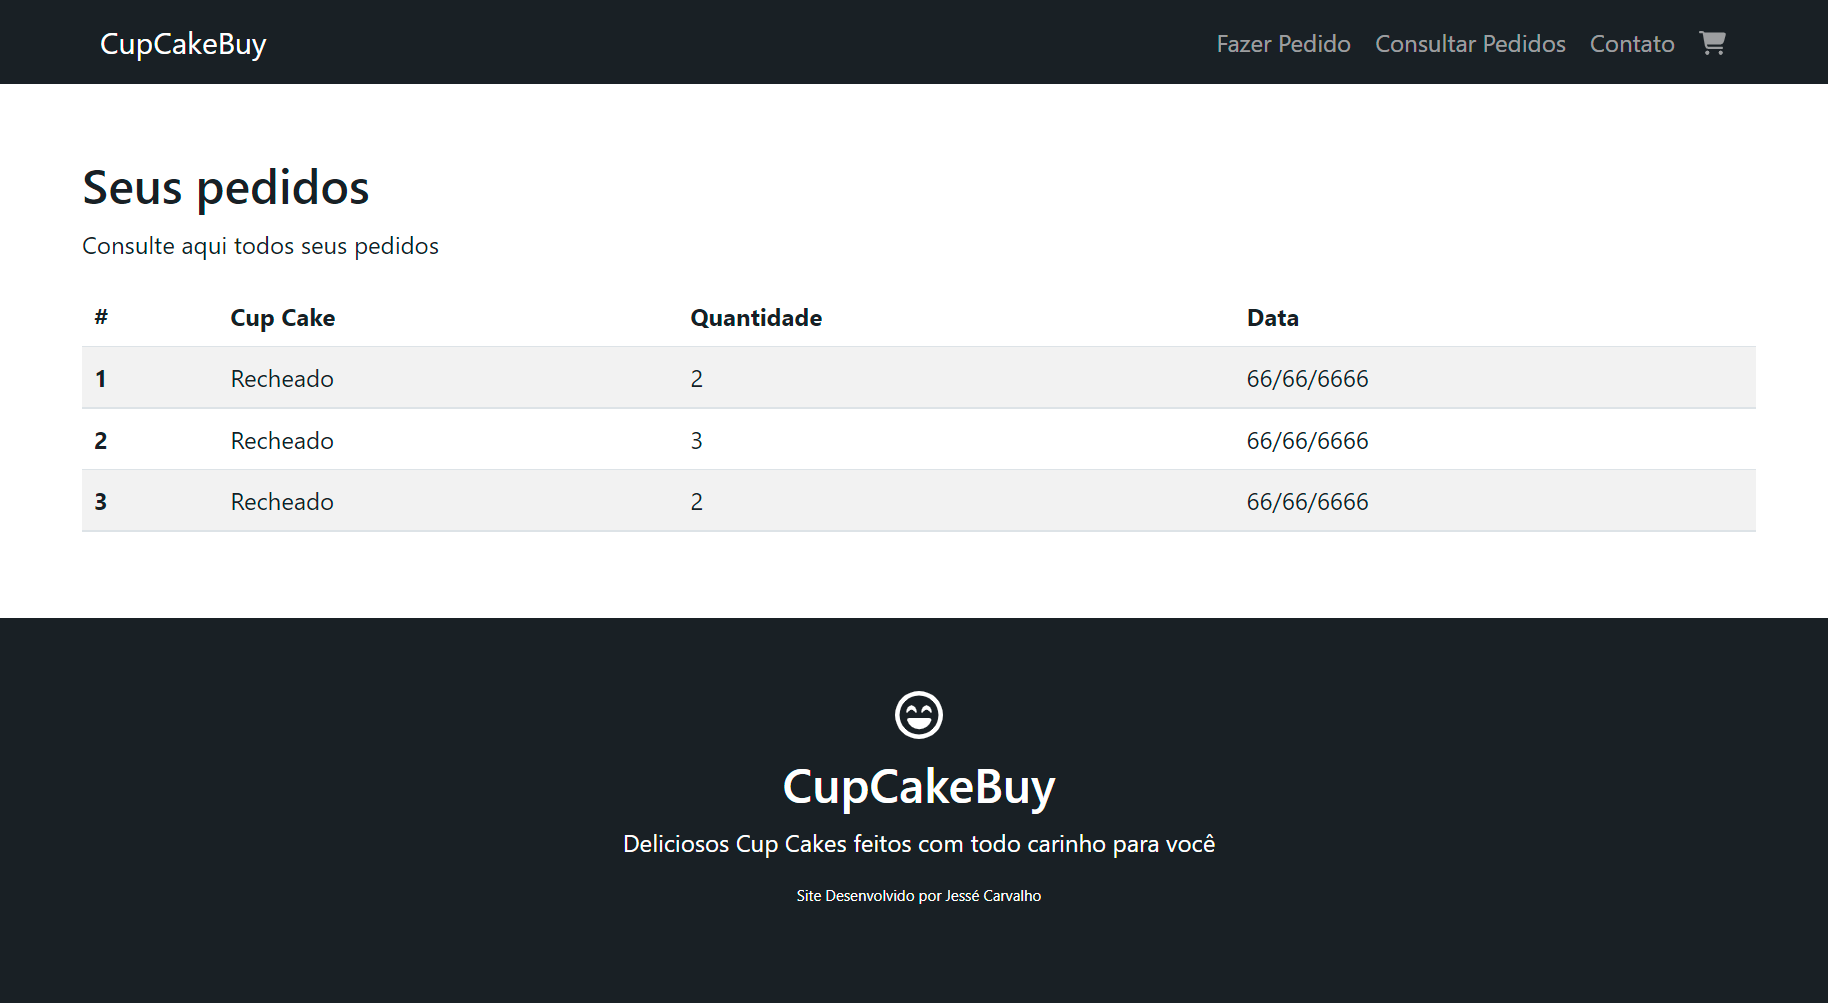 CupCakeBuy Fazer Pedido Consultar Pedidos Contato
Seus pedidos
Consulte aqui todos seus pedidos
# Cup Cake Quantidade Data
1 Recheado 2 66/66/6666
2 Recheado 3 66/66/6666
3 Recheado 2 66/66/6666
CupCakeBuy
Deliciosos Cup Cakes feitos com todo carinho para você
Site Desenvolvido por Jessé Carvalho